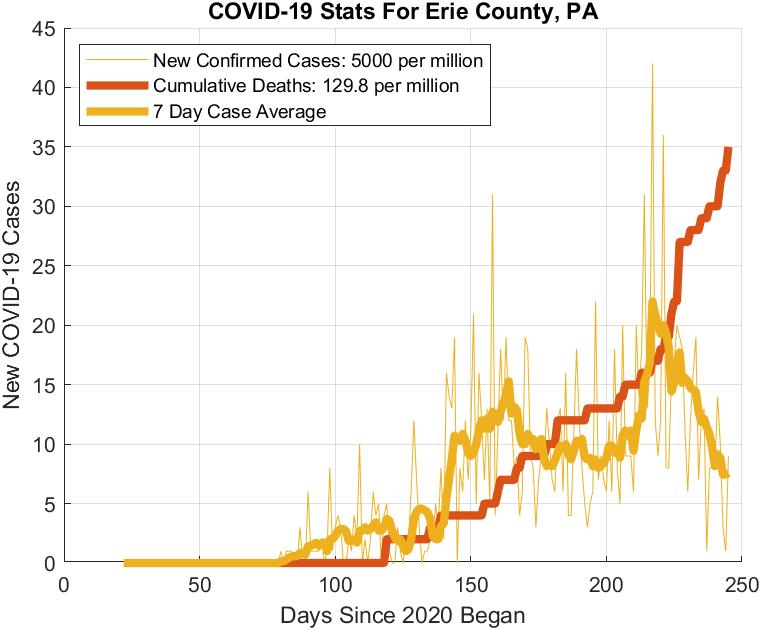 COVID-19 Stats For Erie County, PA
45
40
35
30
25
20
15
10
5
0
New COVID-19 Cases
New Confirmed Cases: 5000 per million
Cumulative Deaths: 129.8 per million
7 Day Case Average
0 50 100 150 200 250
Days Since 2020 Began